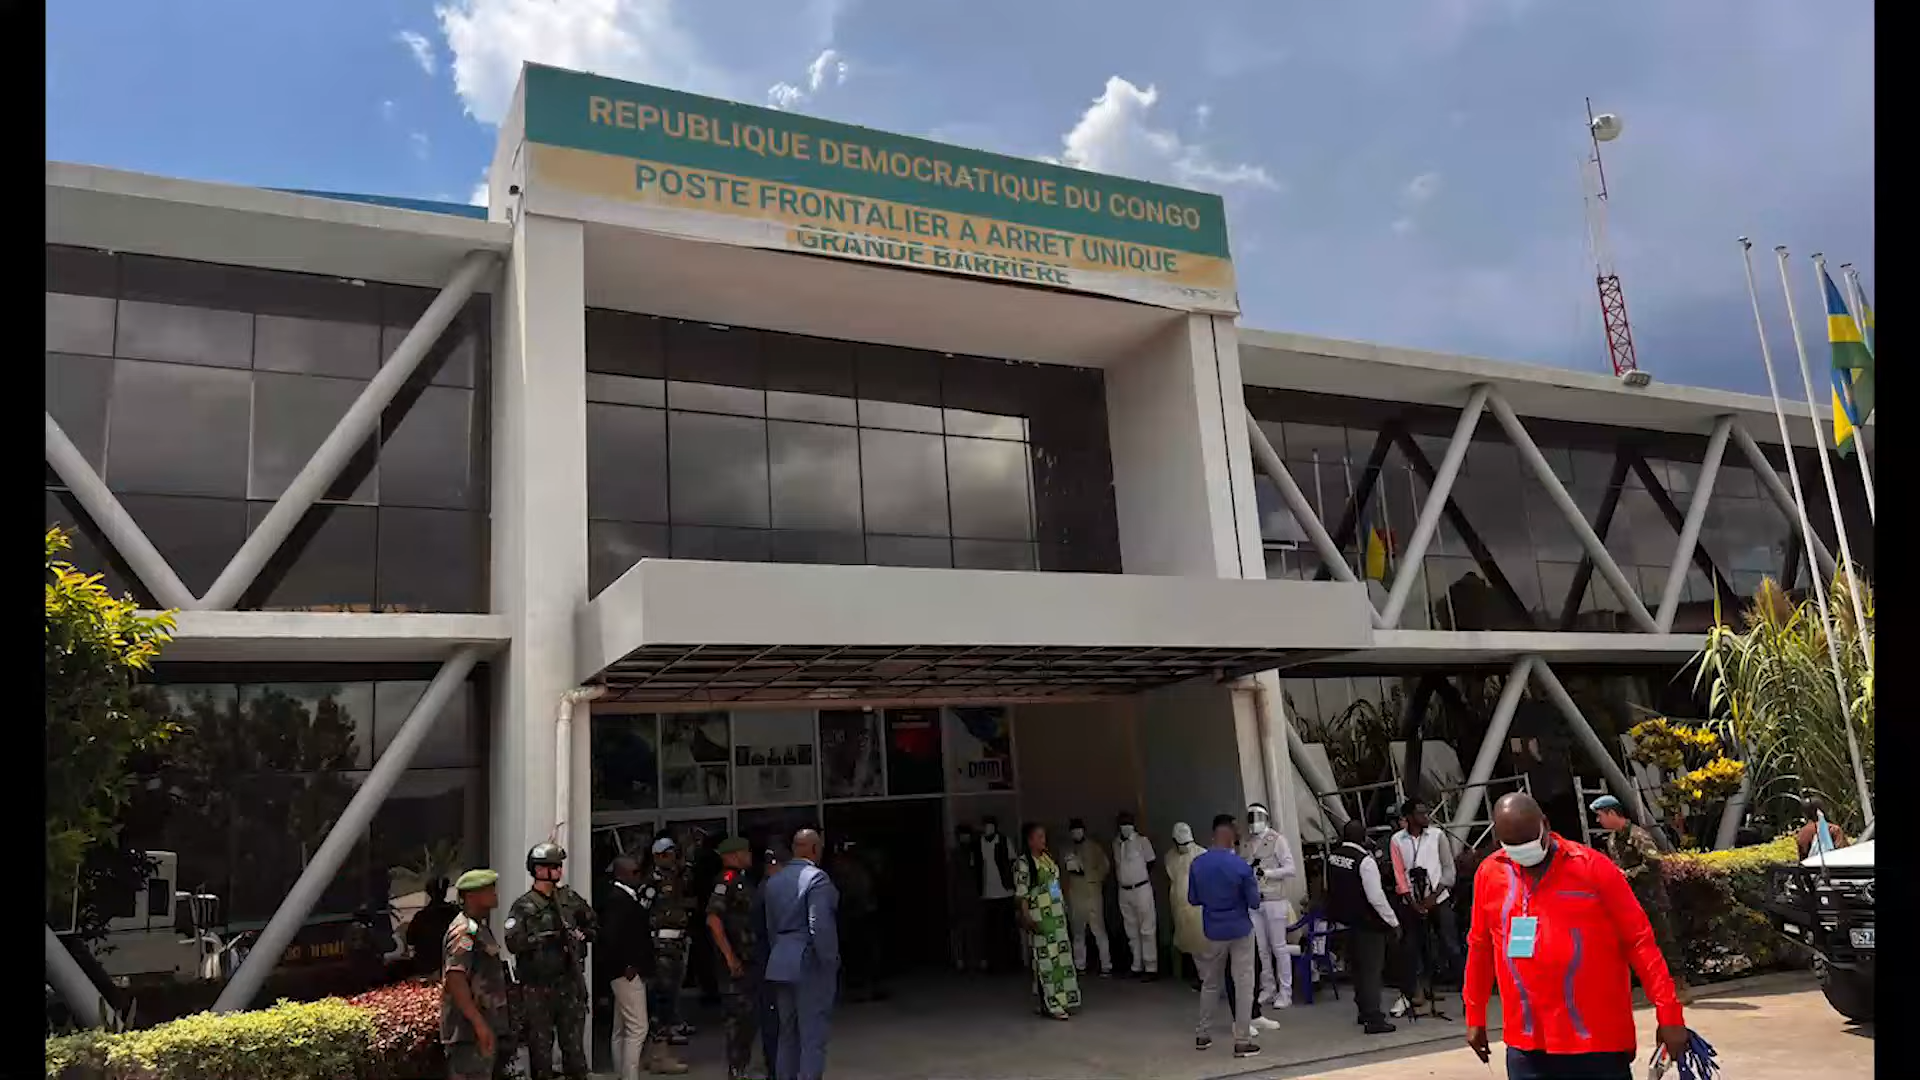 REPUBLIQUE DEMOCRATIQUE DU CONGO
POSTE FRONTALIER A ARRET UNIQUE
GRANDE BARRIERE